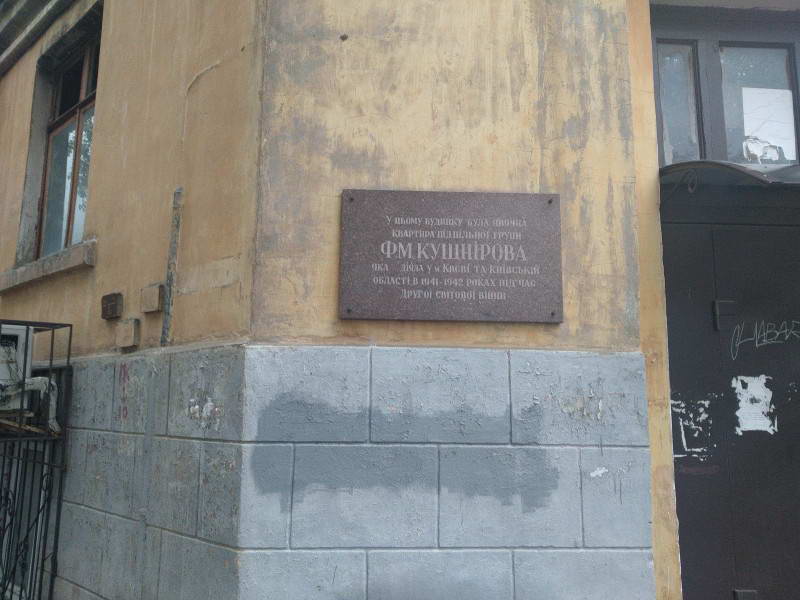 У цьому будинку була явочна
квартира підпільної групи
Ф.М.КУШНІРОВА
яка діяла у м Києві та Київській
області в 1941-1942 роках під час
Другої світової війни